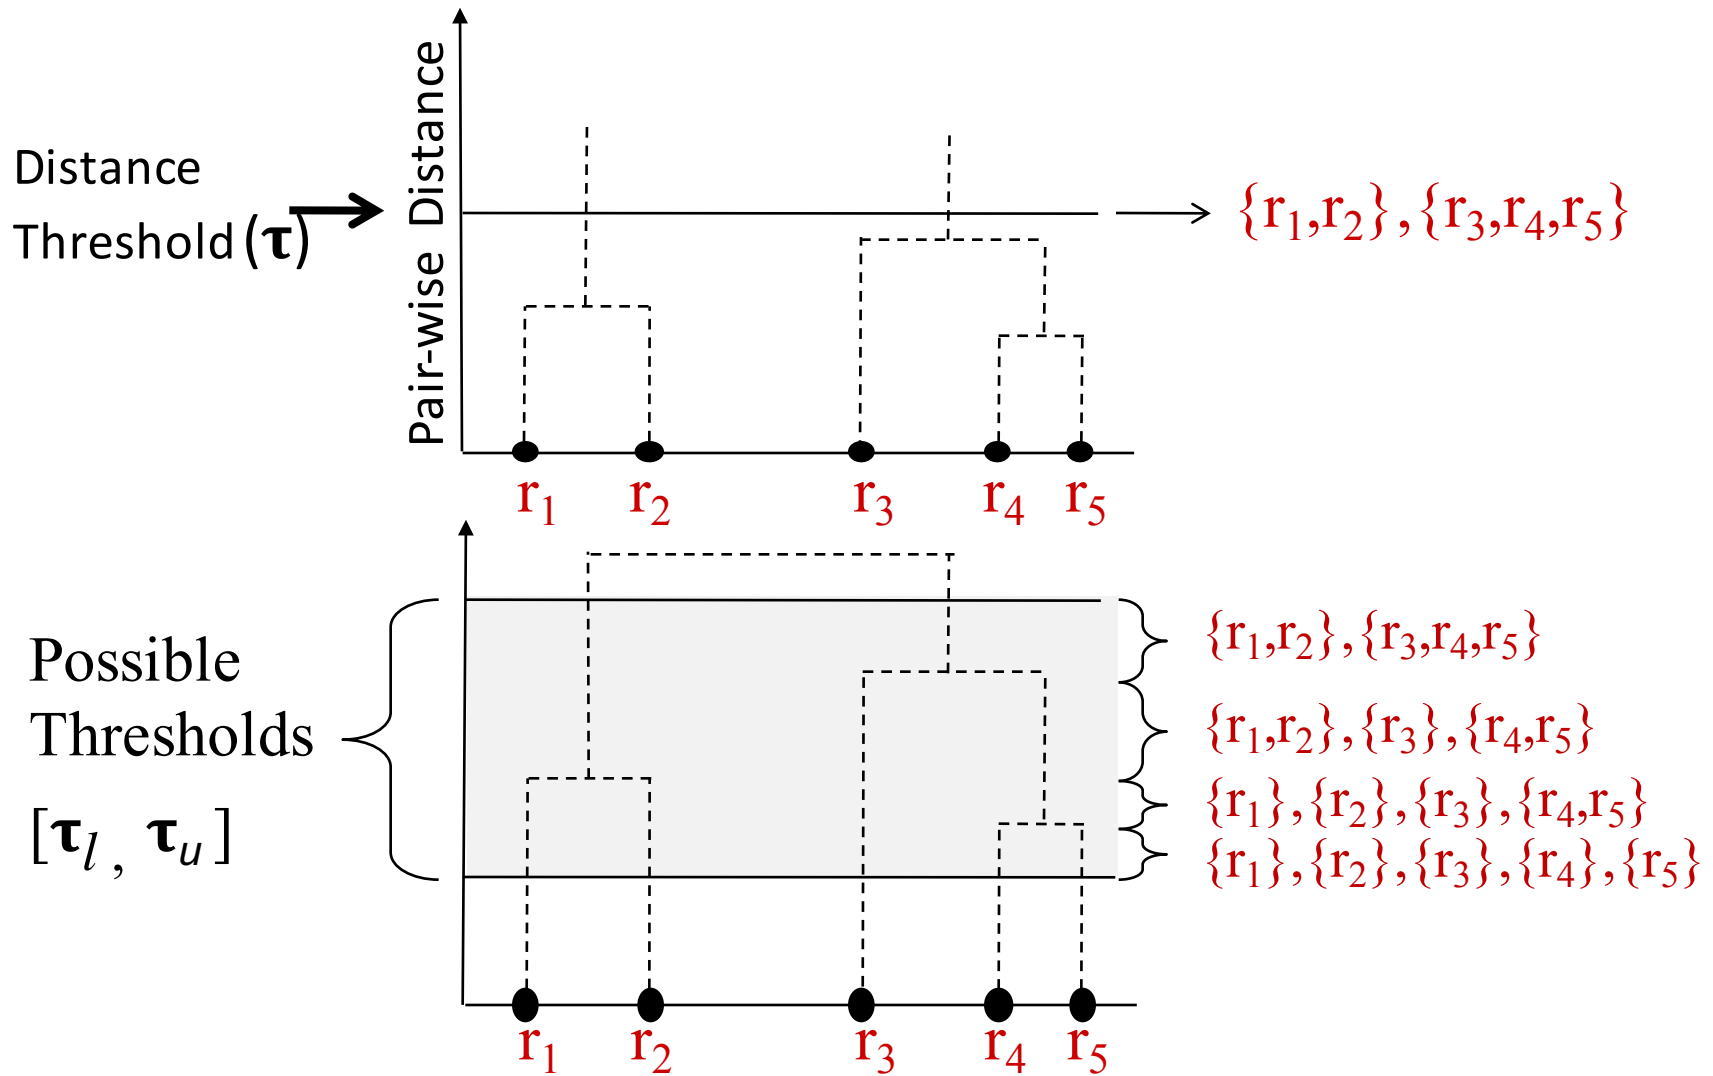 Pair-wise Distance
Distance
Threshold (τ)
{r₁,r₂},{r₃,r₄,r₅}
r₁ r₂ r₃ r₄ r₅
Possible
Thresholds
[τₗ, τᵤ]
{r₁,r₂},{r₃,r₄,r₅}
{r₁,r₂},{r₃},{r₄,r₅}
{r₁},{r₂},{r₃},{r₄,r₅}
{r₁},{r₂},{r₃},{r₄},{r₅}
r₁ r₂ r₃ r₄ r₅